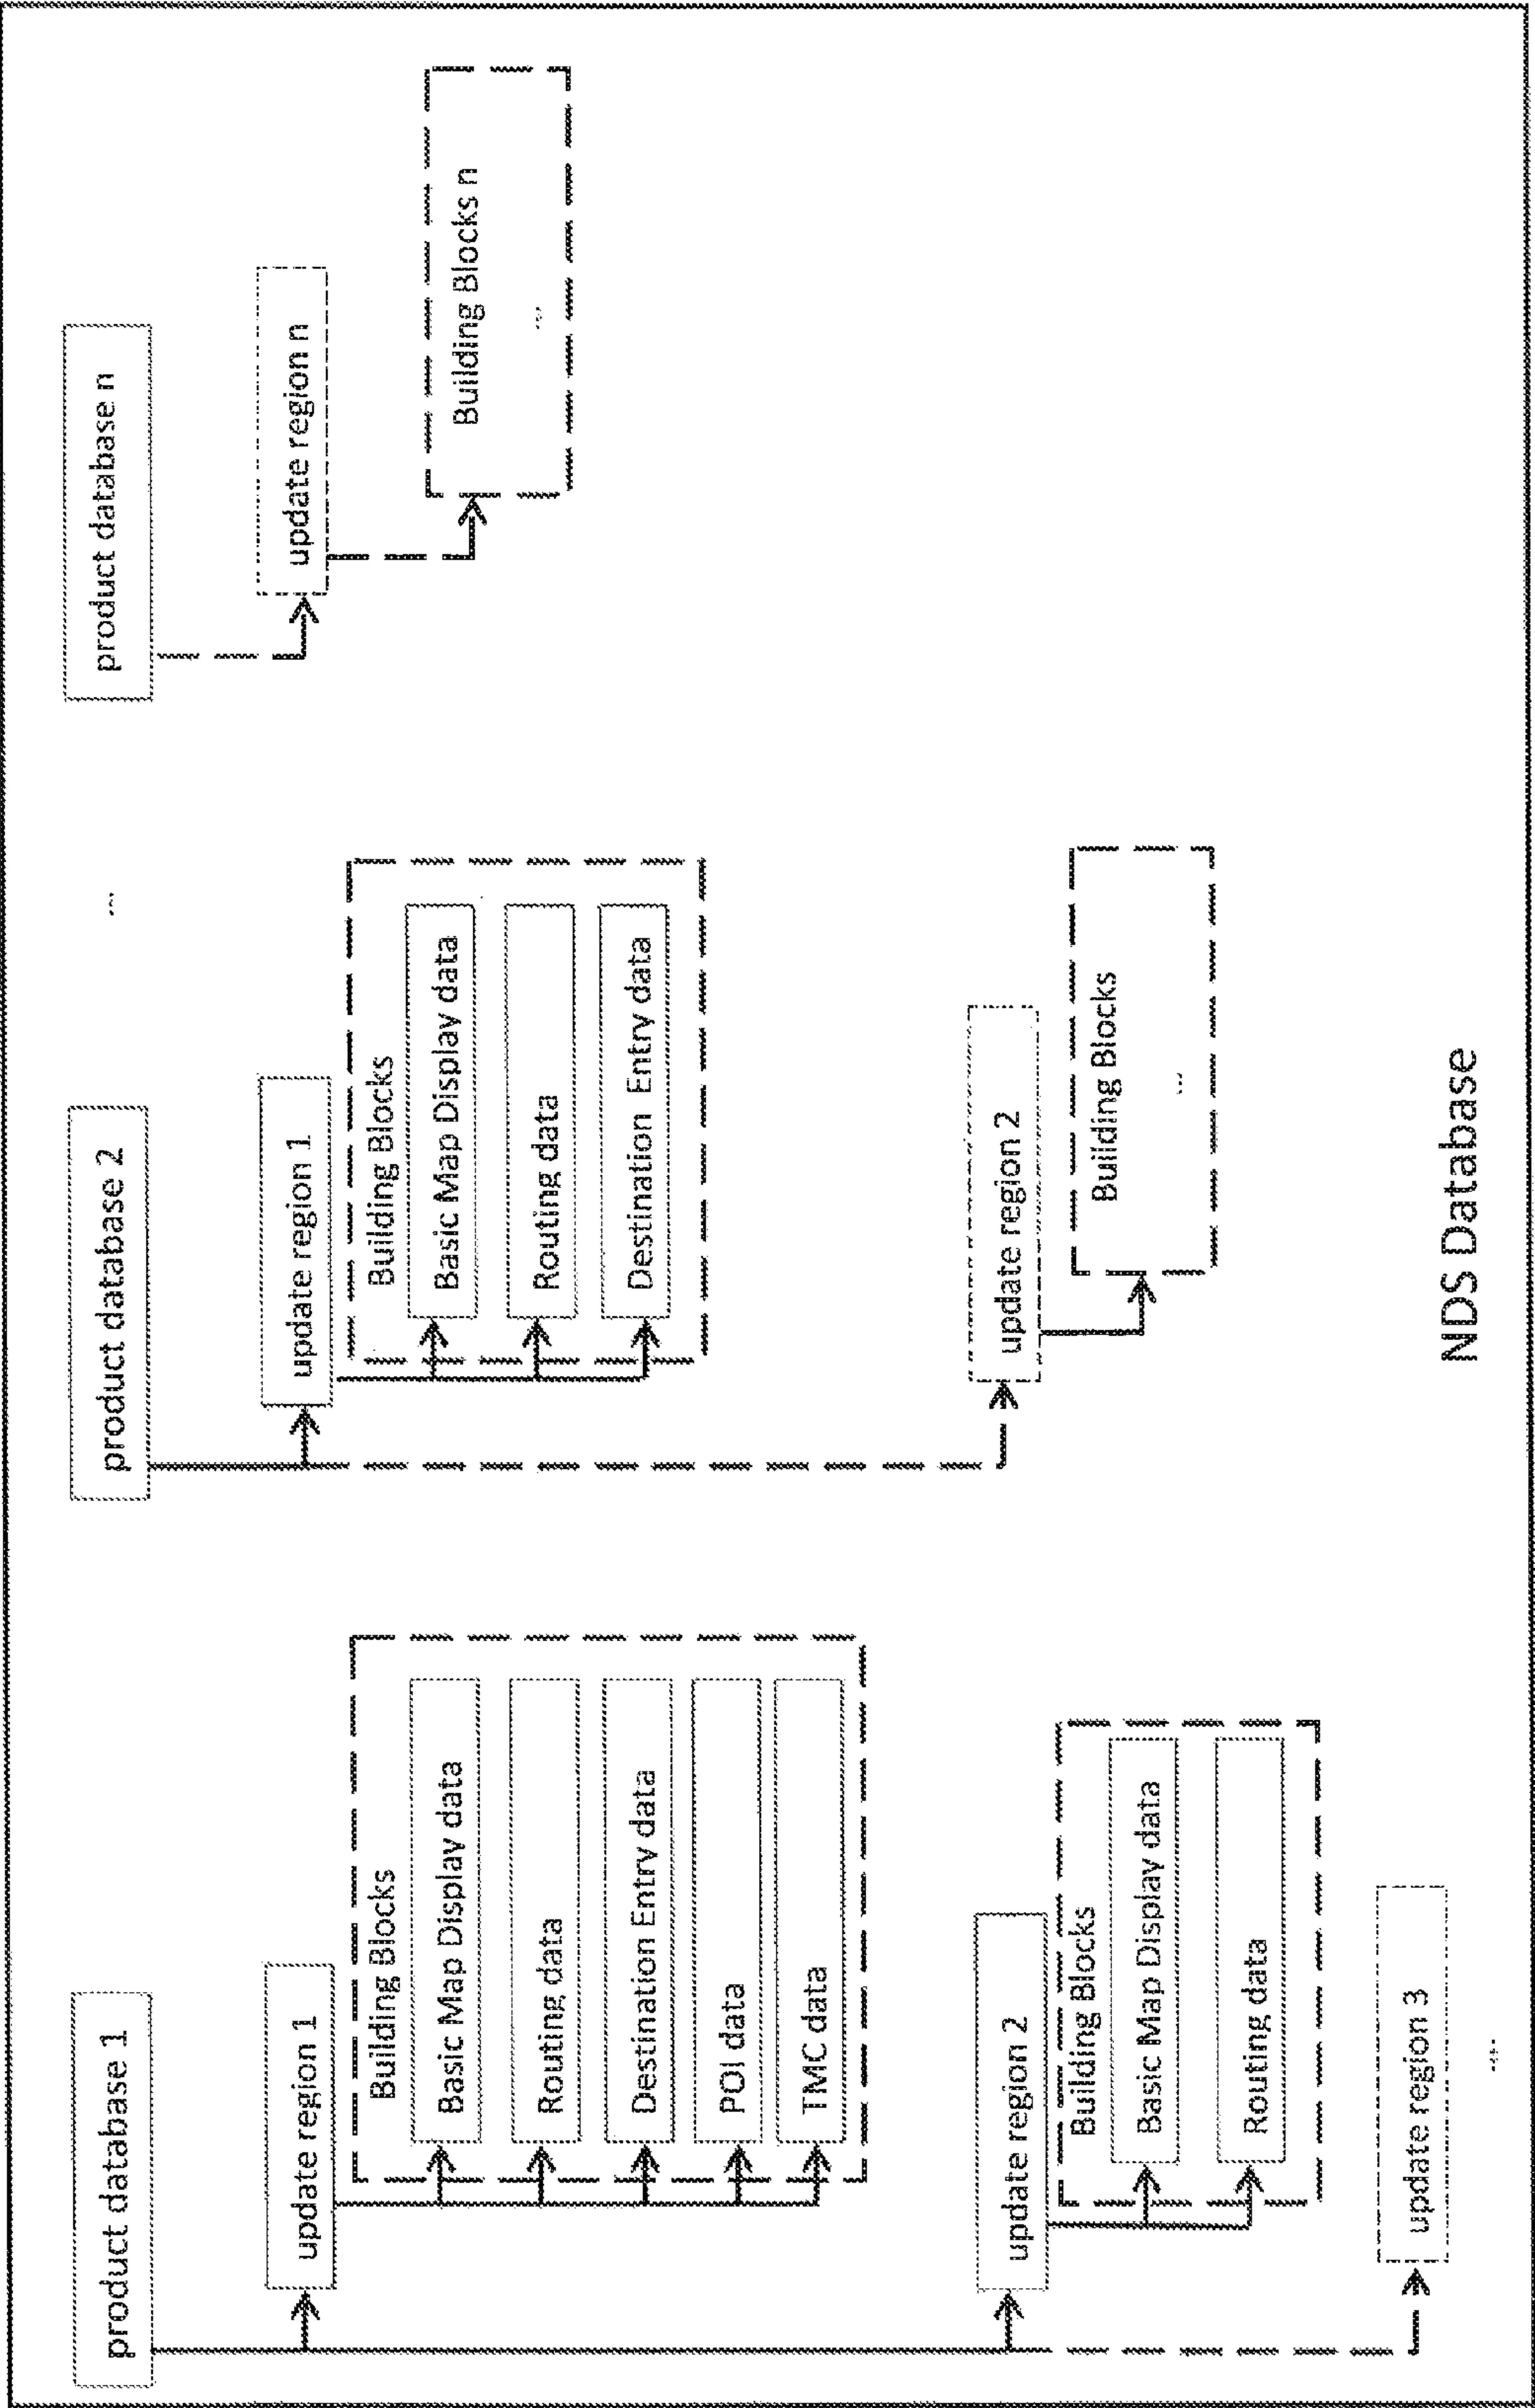 product database 1
update region 1
Building Blocks
Basic Map Display data
Routing data
Destination Entry data
POI data
TMC data
update region 2
Building Blocks
Basic Map Display data
Routing data
update region 3
...
product database 2
update region 1
Building Blocks
Basic Map Display data
Routing data
Destination Entry data
update region 2
Building Blocks
...
...
product database n
update region n
Building Blocks n
...
NDS Database